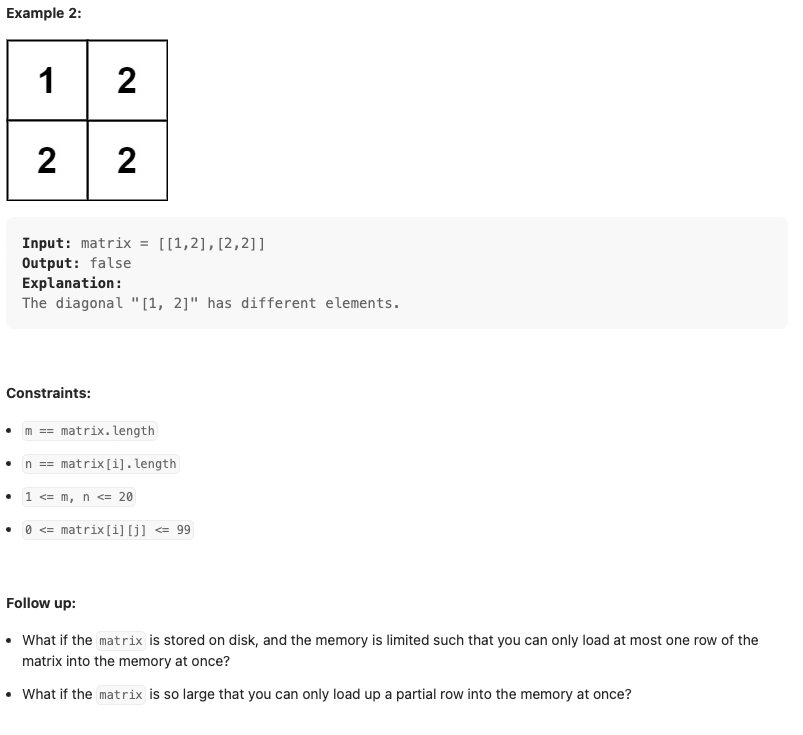 Example 2:
1 2
2 2
Input: matrix = [[1,2],[2,2]]
Output: false
Explanation:
The diagonal "[1, 2]" has different elements.
Constraints:
m == matrix.length
n == matrix[i].length
1 <= m, n <= 20
0 <= matrix[i][j] <= 99
Follow up:
What if the matrix is stored on disk, and the memory is limited such that you can only load at most one row of the
matrix into the memory at once?
What if the matrix is so large that you can only load up a partial row into the memory at once?